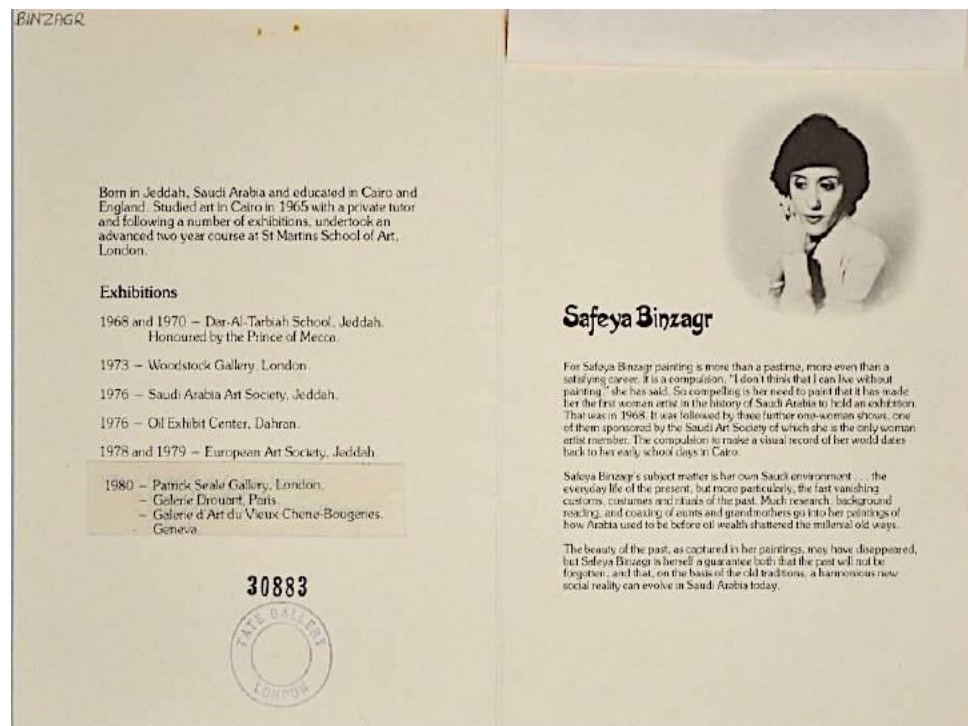 BINZAGR
Born in Jeddah, Saudi Arabia and educated in Cairo and
England. Studied art in Cairo in 1965 with a private tutor
and following a number of exhibitions, undertook an
advanced two year course at St Martins School of Art,
London.
Exhibitions
1968 and 1970 – Dar-Al-Tarbiah School, Jeddah.
Honoured by the Prince of Mecca.
1973 – Woodstock Gallery, London.
1976 – Saudi Arabia Art Society, Jeddah.
1976 – Oil Exhibit Center, Dahran.
1978 and 1979 – European Art Society, Jeddah.
1980 – Patrick Seale Gallery, London.
– Galerie Drouant, Paris.
– Galerie d'Art du Vieux-Chene-Bougeries,
Geneva.
30883
TATE GALLERY
LONDON
Safeya Binzagr
For Safeya Binzagr painting is more than a pastime, more even than a
satisfying career. It is a compulsion. "I don't think that I can live without
painting," she has said. So compelling is her need to paint that it has made
her the first woman artist in the history of Saudi Arabia to hold an exhibition.
That was in 1968. It was followed by three further one-woman shows, one
of them sponsored by the Saudi Art Society of which she is the only woman
artist member. The compulsion to make a visual record of her world dates
back to her early school days in Cairo.
Safeya Binzagr's subject matter is her own Saudi environment . . . the
everyday life of the present, but more particularly, the fast vanishing
customs, costumes and rituals of the past. Much research, background
reading, and coaxing of aunts and grandmothers go into her paintings of
how Arabia used to be before oil wealth shattered the millenial old ways.
The beauty of the past, as captured in her paintings, may have disappeared,
but Safeya Binzagr is herself a guarantee both that the past will not be
forgotten, and that, on the basis of the old traditions, a harmonious new
social reality can evolve in Saudi Arabia today.